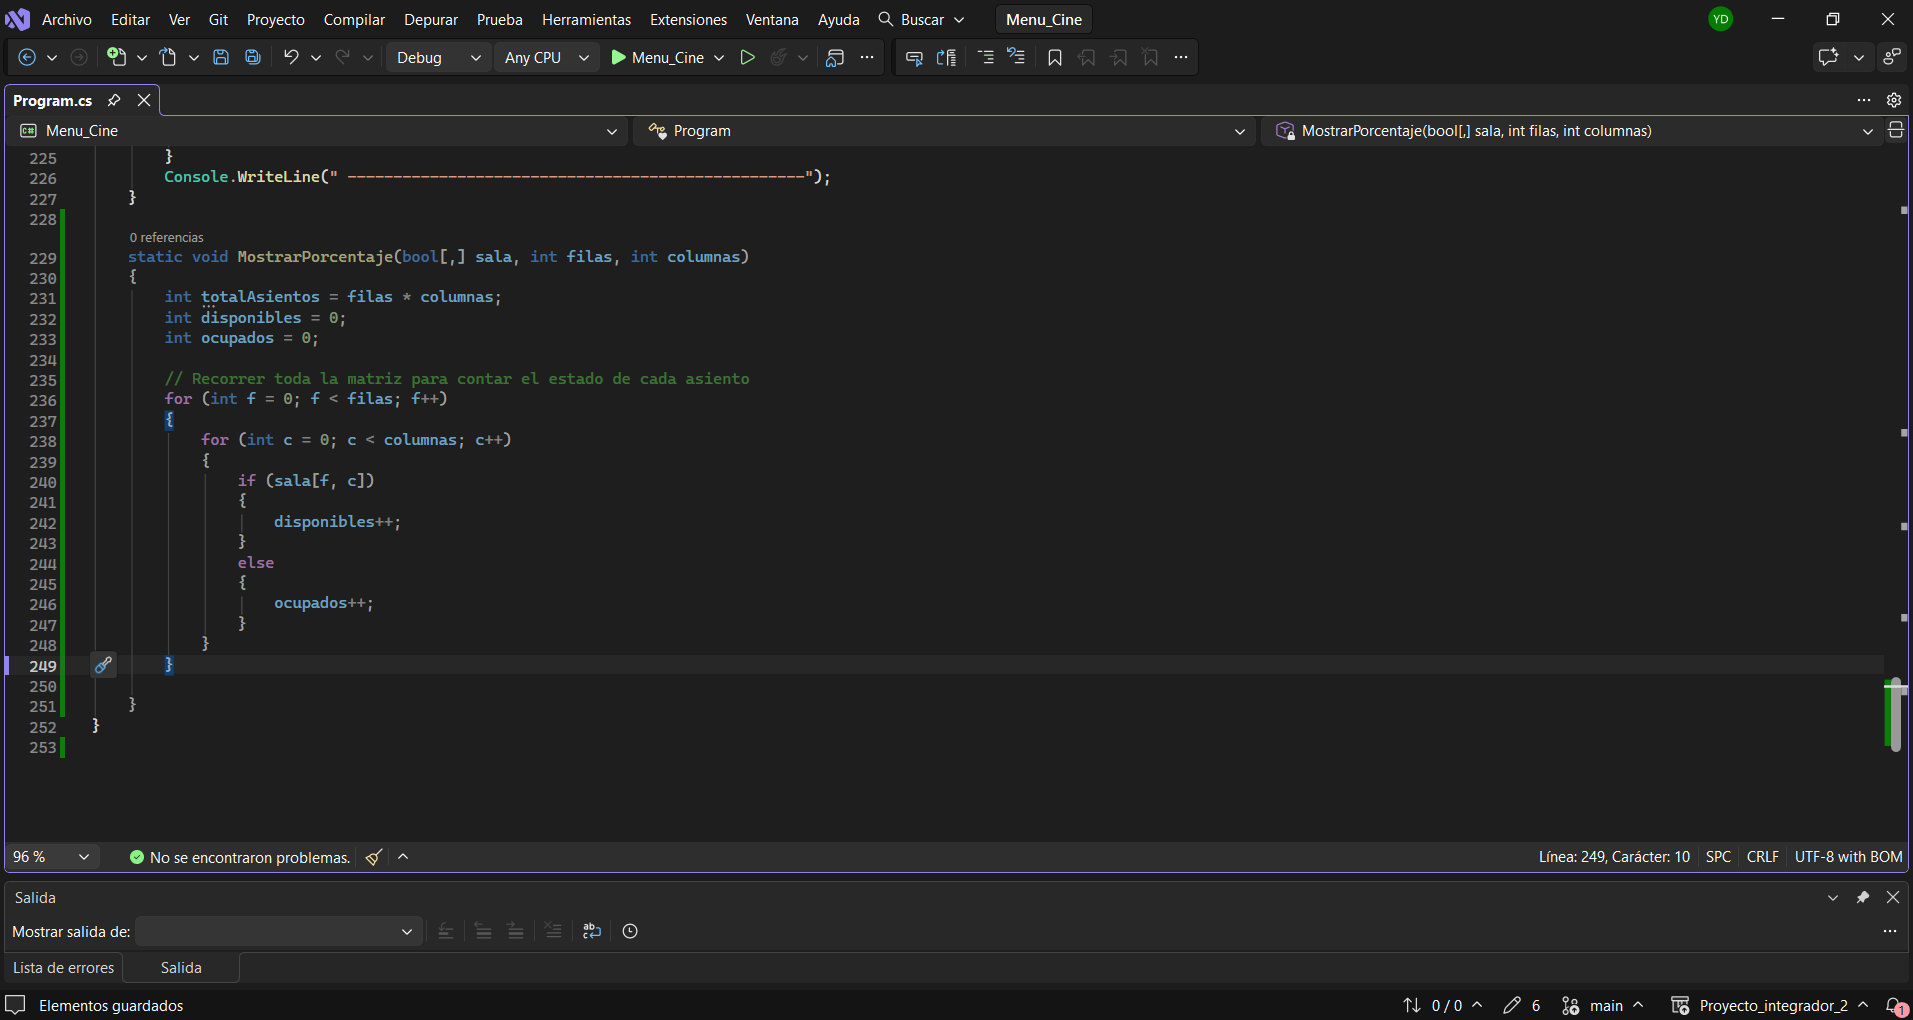 Archivo Editar Ver Git Proyecto Compilar Depurar Prueba Herramientas Extensiones Ventana Ayuda Buscar Menu_Cine YD
Debug Any CPU Menu_Cine
Program.cs
Menu_Cine Program MostrarPorcentaje(bool[,] sala, int filas, int columnas)
225 }
226 Console.WriteLine(" --------------------------------------------------");
227 }
228
0 referencias
229 static void MostrarPorcentaje(bool[,] sala, int filas, int columnas)
230 {
231 int totalAsientos = filas * columnas;
232 int disponibles = 0;
233 int ocupados = 0;
234
235 // Recorrer toda la matriz para contar el estado de cada asiento
236 for (int f = 0; f < filas; f++)
237 {
238 for (int c = 0; c < columnas; c++)
239 {
240 if (sala[f, c])
241 {
242 disponibles++;
243 }
244 else
245 {
246 ocupados++;
247 }
248 }
249 }
250
251 }
252 }
253
96 % No se encontraron problemas. Línea: 249, Carácter: 10 SPC CRLF UTF-8 with BOM
Salida
Mostrar salida de:
Lista de errores Salida
Elementos guardados 0 / 0 6 main Proyecto_integrador_2 1